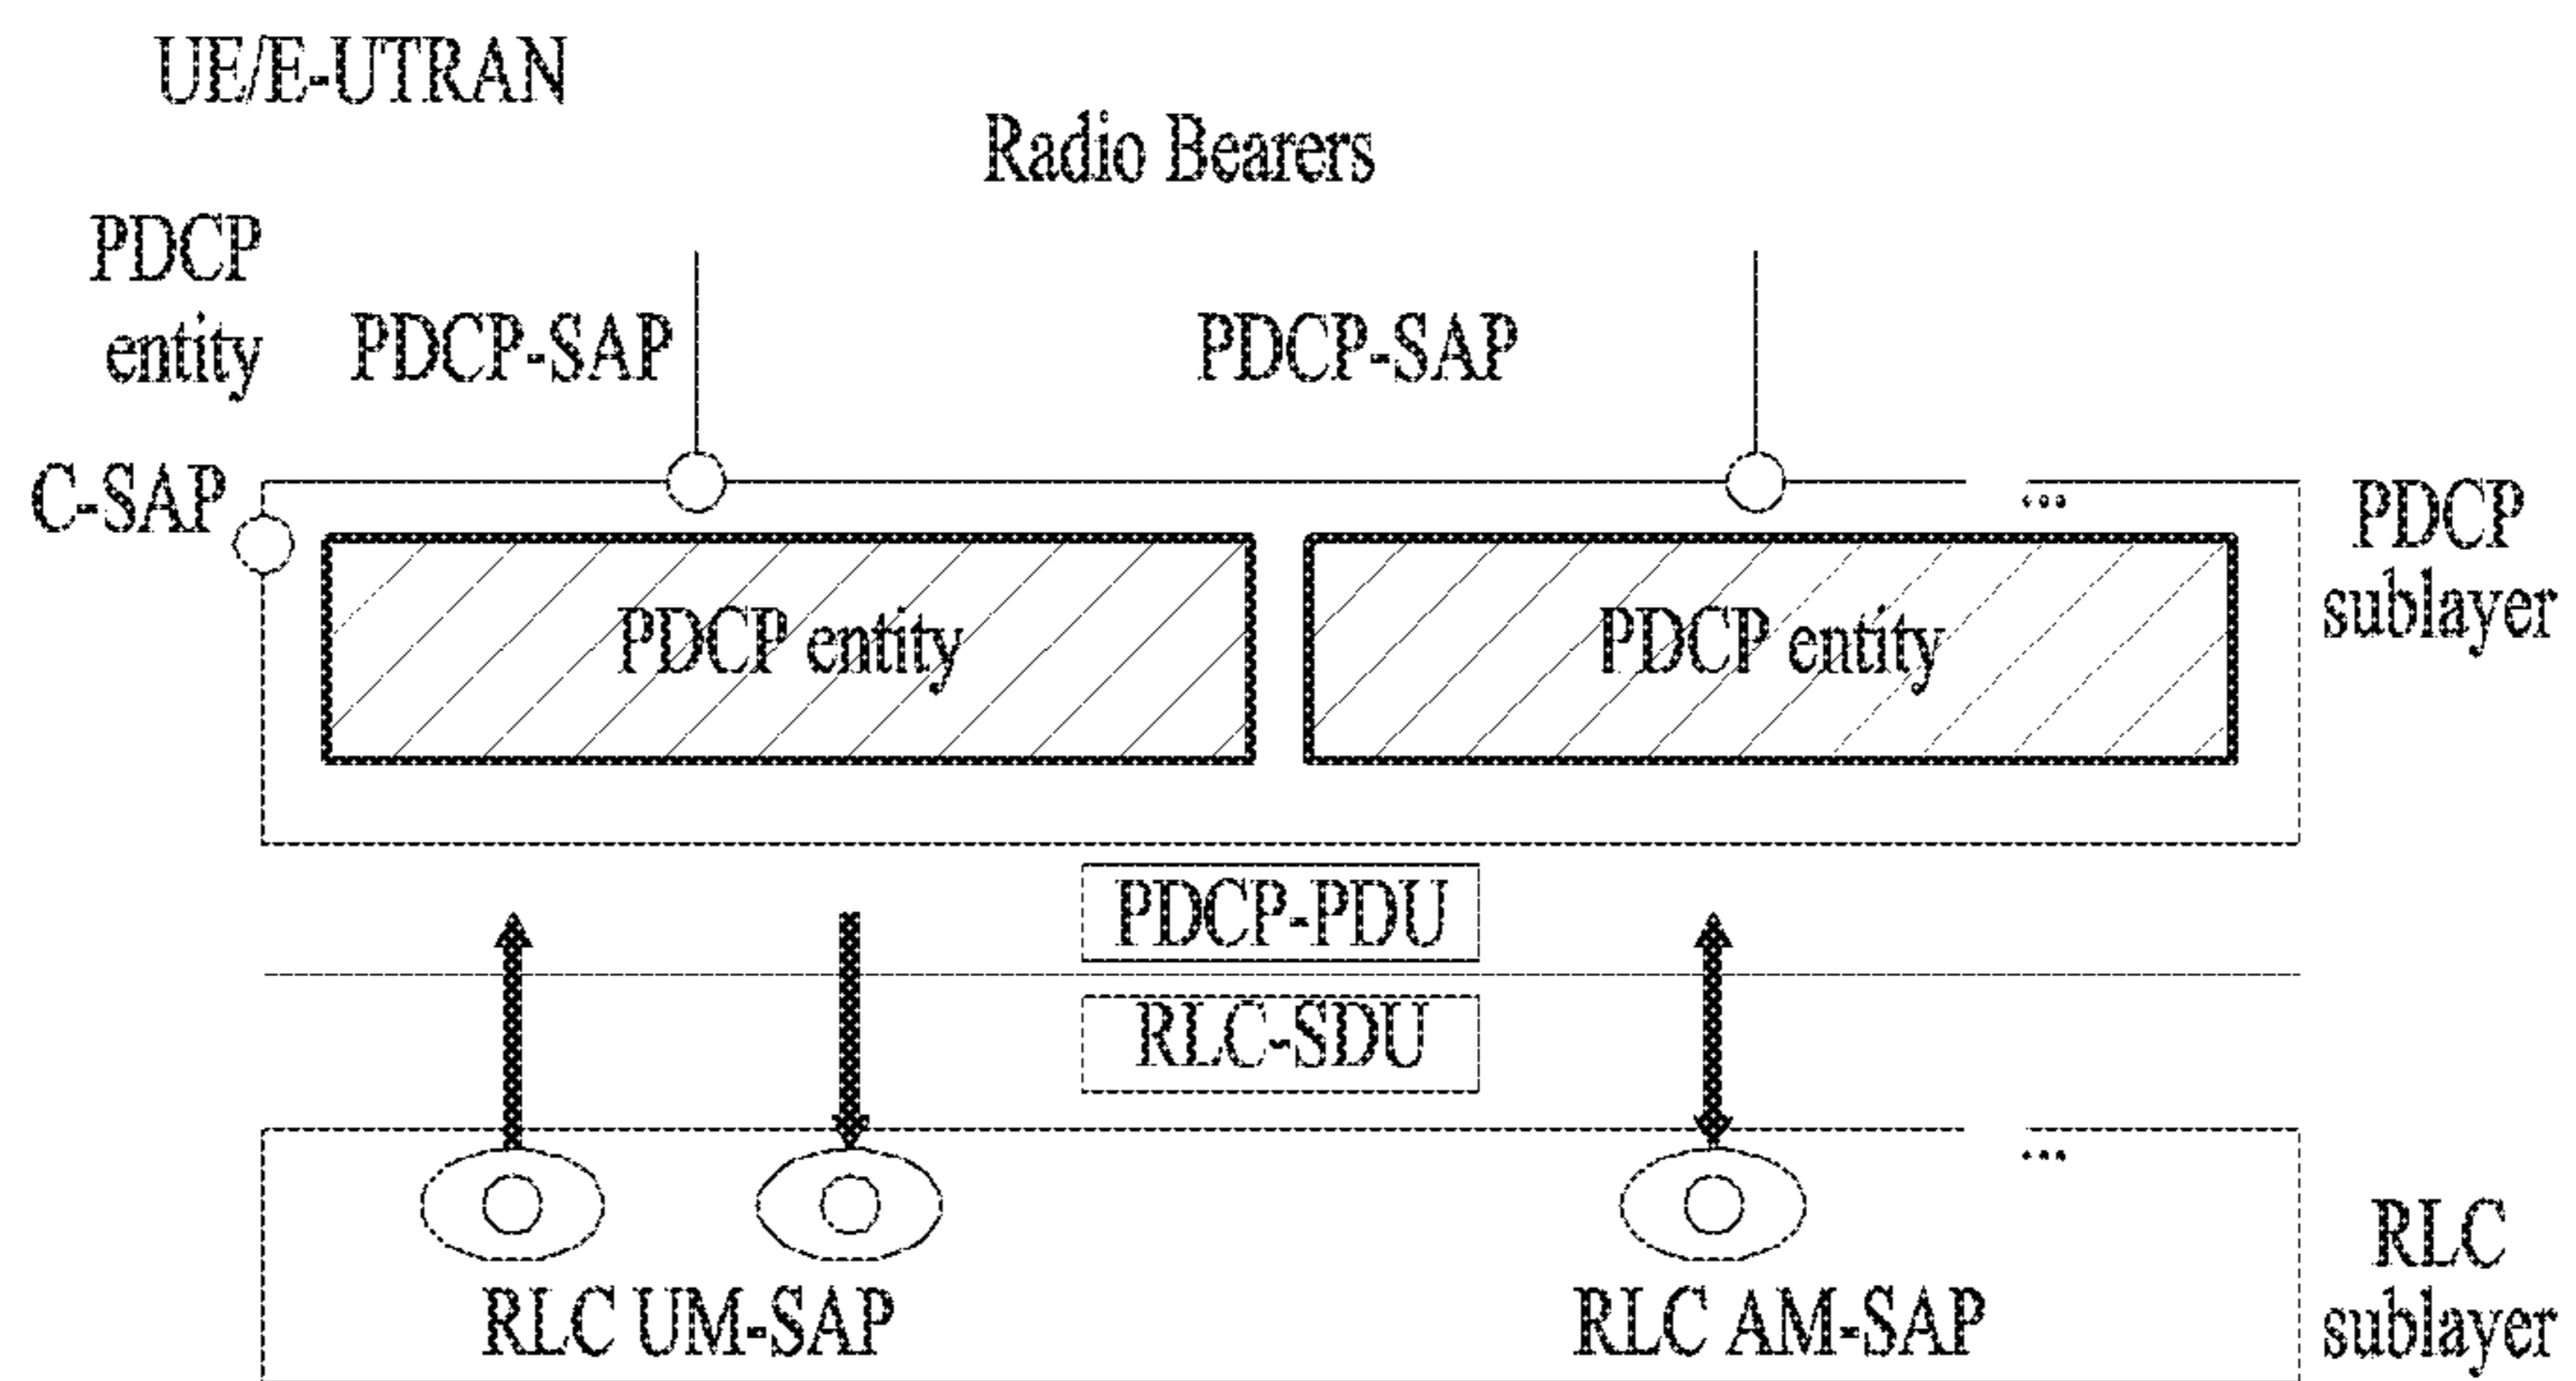 UE/E-UTRAN
Radio Bearers
PDCP
entity
PDCP-SAP
PDCP-SAP
C-SAP
...
PDCP
sublayer
PDCP entity
PDCP entity
PDCP-PDU
RLC-SDU
...
RLC UM-SAP
RLC AM-SAP
RLC
sublayer